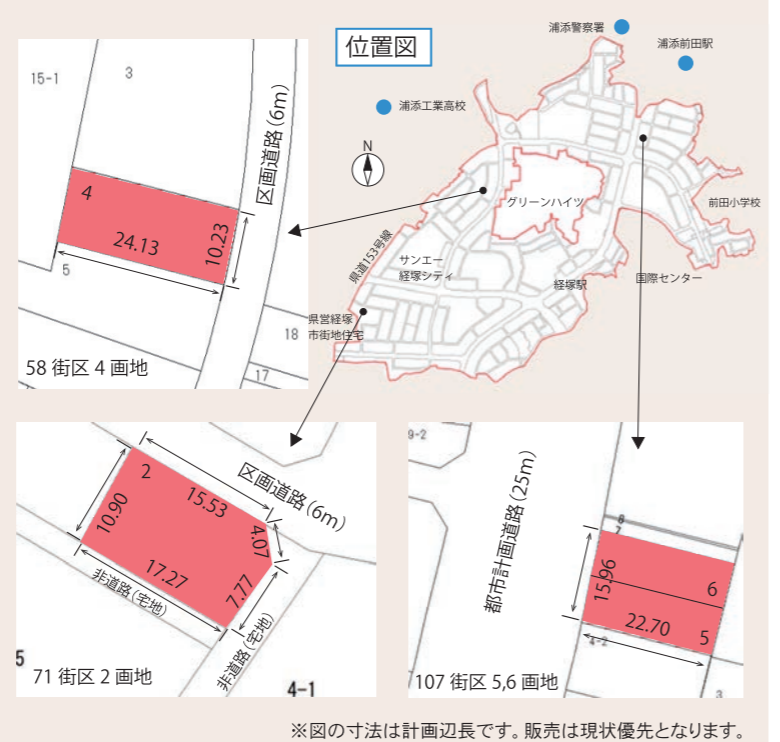 位置図
浦添警察署
浦添前田駅
浦添工業高校
N
グリーンハイツ
前田小学校
県道153号線
サンエー
経塚シティ
経塚駅
国際センター
県営経塚
市街地住宅
15-1
3
区画道路(6m)
4
24.13
10.23
5
18
17
58 街区 4 画地
2
15.53
区画道路(6m)
10.90
4.07
17.27
7.77
非道路(宅地)
非道路(宅地)
5
4-1
71 街区 2 画地
9-2
都市計画道路(25m)
8
7
15.96
6
22.70
5
4-2
3
107 街区 5,6 画地
※図の寸法は計画辺長です。販売は現状優先となります。